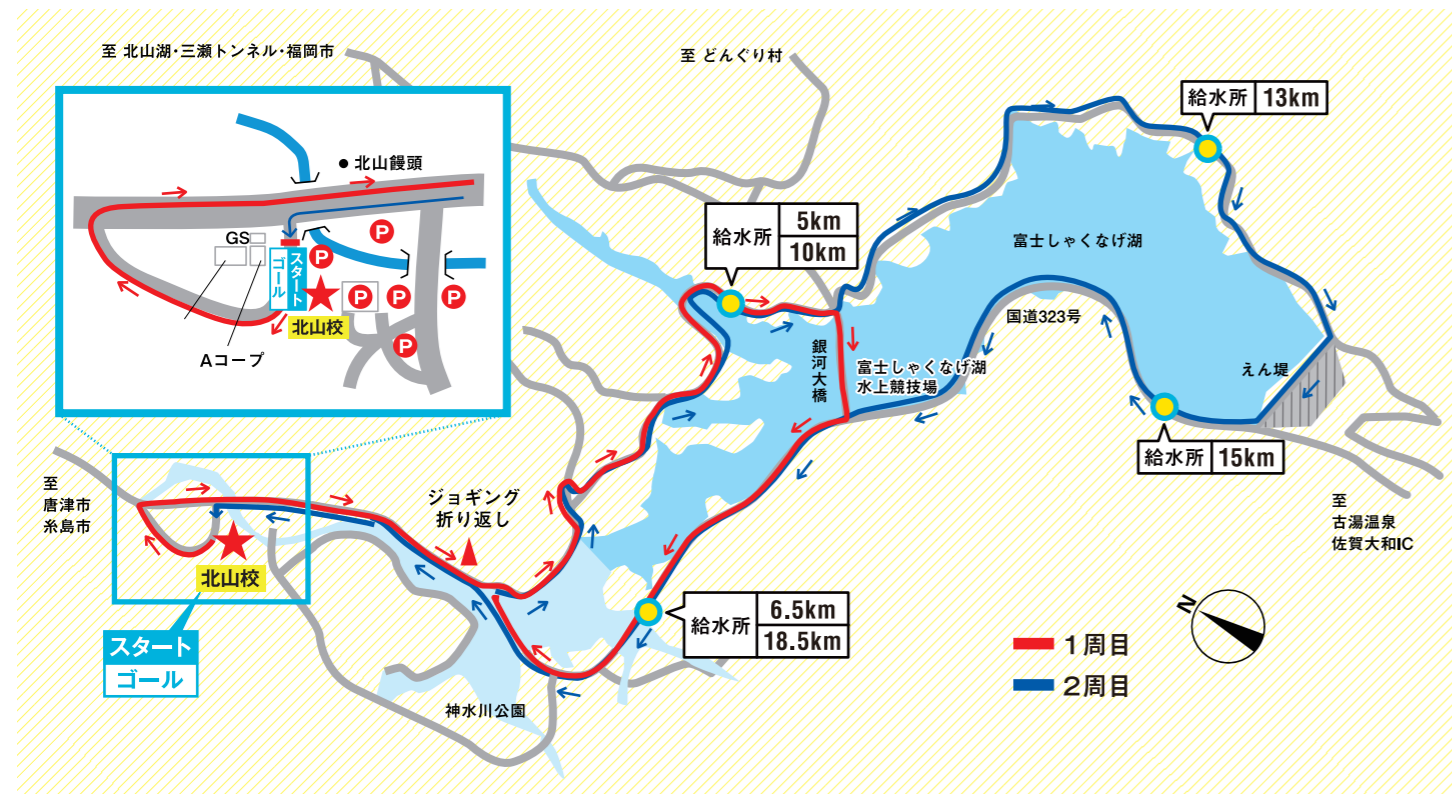 至 北山湖・三瀬トンネル・福岡市
至 どんぐり村
給水所 13km
● 北山饅頭
GS
ゴール
スタート
P
P
P
P
P
P
北山校
Aコープ
給水所
5km
10km
富士しゃくなげ湖
国道323号
銀河大橋
富士しゃくなげ湖
水上競技場
えん堤
給水所 15km
至
唐津市
糸島市
ジョギング
折り返し
北山校
スタート
ゴール
至
古湯温泉
佐賀大和IC
給水所
6.5km
18.5km
神水川公園
N
1周目
2周目